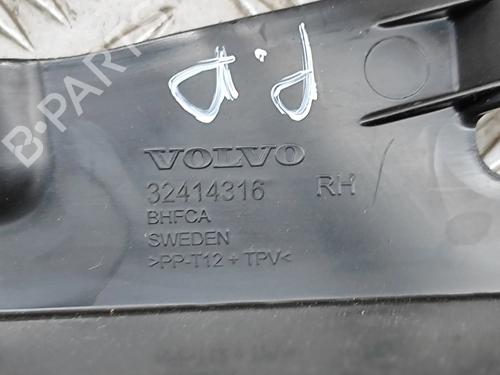 P.D
VOLVO
32414316 RH
BHFCA
SWEDEN
>PP-T12 + TPV<
B-PARTS